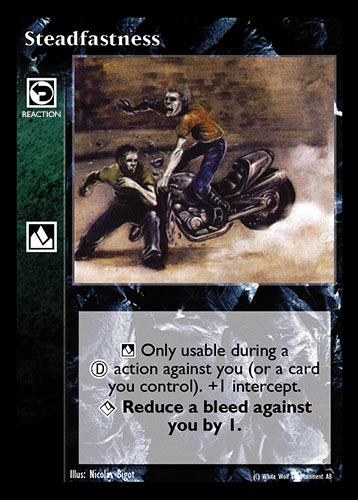 Steadfastness
REACTION
Only usable during a
D action against you (or a card
you control). +1 intercept.
Reduce a bleed against
you by 1.
Illus: Nicolas Bigot
(C) White Wolf Entertainment AB